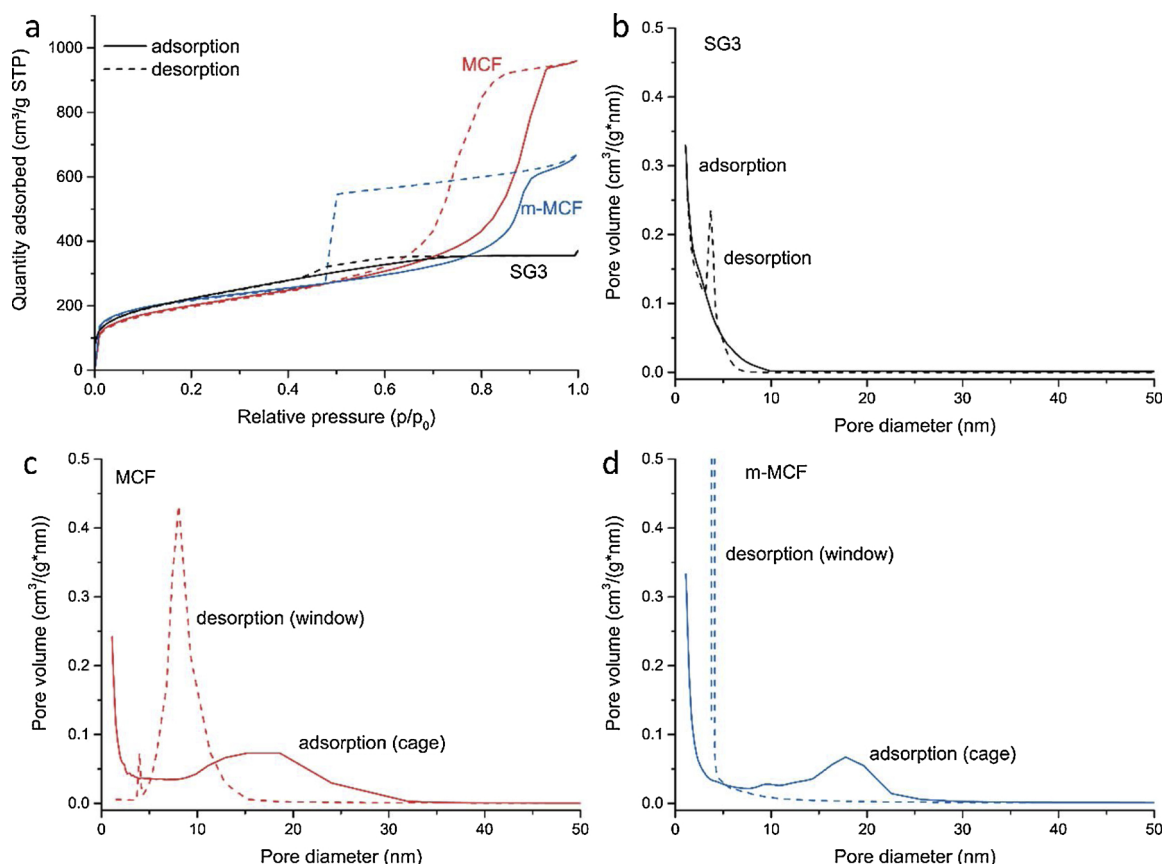 a
1000
800
600
400
200
0
Quantity adsorbed (cm³/g STP)
adsorption
desorption
MCF
m-MCF
SG3
0.0 0.2 0.4 0.6 0.8 1.0
Relative pressure (p/p₀)
b
SG3
0.5
0.4
0.3
0.2
0.1
0.0
Pore volume (cm³/(g*nm))
adsorption
desorption
0 10 20 30 40 50
Pore diameter (nm)
c
MCF
0.5
0.4
0.3
0.2
0.1
0.0
Pore volume (cm³/(g*nm))
desorption (window)
adsorption (cage)
0 10 20 30 40 50
Pore diameter (nm)
d
m-MCF
0.5
0.4
0.3
0.2
0.1
0.0
Pore volume (cm³/(g*nm))
desorption (window)
adsorption (cage)
0 10 20 30 40 50
Pore diameter (nm)